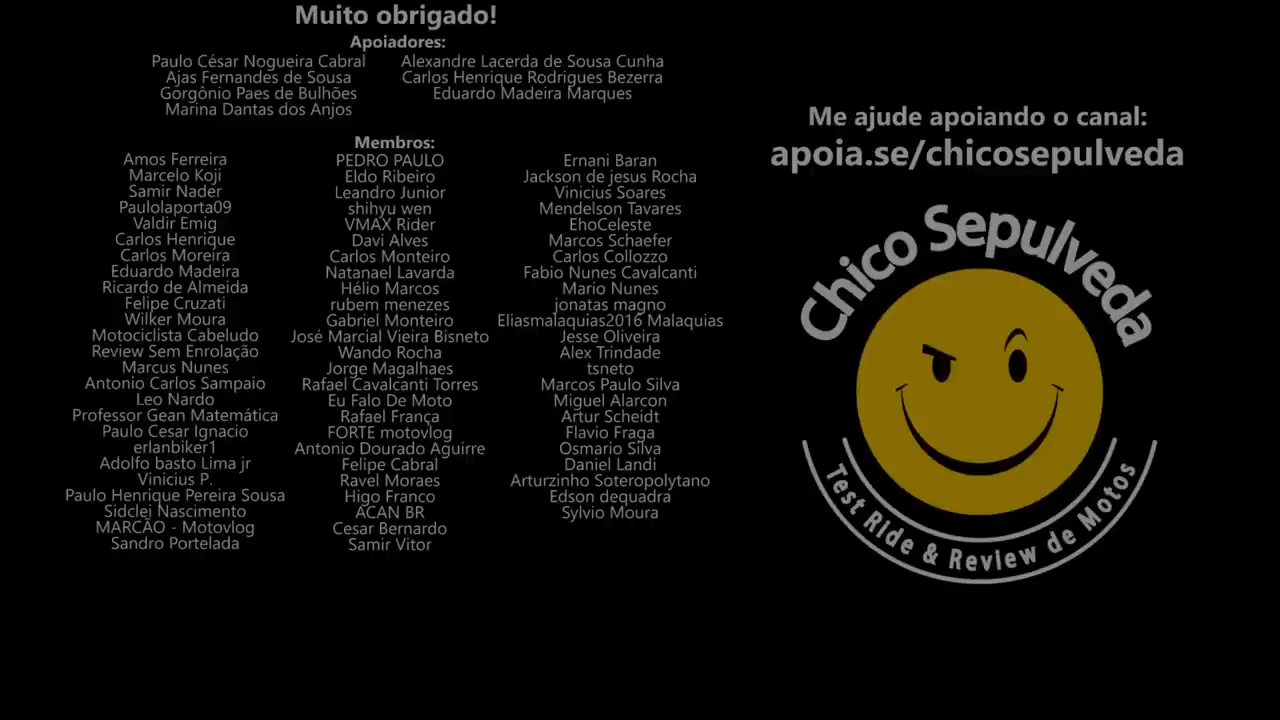 Muito obrigado!
Apoiadores:
Paulo César Nogueira Cabral
Ajas Fernandes de Sousa
Gorgônio Paes de Bulhões
Marina Dantas dos Anjos
Alexandre Lacerda de Sousa Cunha
Carlos Henrique Rodrigues Bezerra
Eduardo Madeira Marques
Membros:
Amos Ferreira
Marcelo Koji
Samir Nader
Paulolaporta09
Valdir Emig
Carlos Henrique
Carlos Moreira
Eduardo Madeira
Ricardo de Almeida
Felipe Cruzati
Wilker Moura
Motociclista Cabeludo
Review Sem Enrolação
Marcus Nunes
Antonio Carlos Sampaio
Leo Nardo
Professor Gean Matemática
Paulo Cesar Ignacio
erlanbiker1
Adolfo basto Lima jr
Vinicius P.
Paulo Henrique Pereira Sousa
Sidclei Nascimento
MARCÃO - Motovlog
Sandro Portelada
PEDRO PAULO
Eldo Ribeiro
Leandro Junior
shihyu wen
VMAX Rider
Davi Alves
Carlos Monteiro
Natanael Lavarda
Hélio Marcos
rubem menezes
Gabriel Monteiro
José Marcial Vieira Bisneto
Wando Rocha
Jorge Magalhaes
Rafael Cavalcanti Torres
Eu Falo De Moto
Rafael França
FORTE motovlog
Antonio Dourado Aguirre
Felipe Cabral
Ravel Moraes
Higo Franco
ACAN BR
Cesar Bernardo
Samir Vitor
Ernani Baran
Jackson de jesus Rocha
Vinicius Soares
Mendelson Tavares
EhoCeleste
Marcos Schaefer
Carlos Collozzo
Fabio Nunes Cavalcanti
Mario Nunes
jonatas magno
Eliasmalaquias2016 Malaquias
Jesse Oliveira
Alex Trindade
tsneto
Marcos Paulo Silva
Miguel Alarcon
Artur Scheidt
Flavio Fraga
Osmario Silva
Daniel Landi
Arturzinho Soteropolytano
Edson dequadra
Sylvio Moura
Me ajude apoiando o canal:
apoia.se/chicosepulveda
Chico Sepulveda
Test Ride & Review de Motos